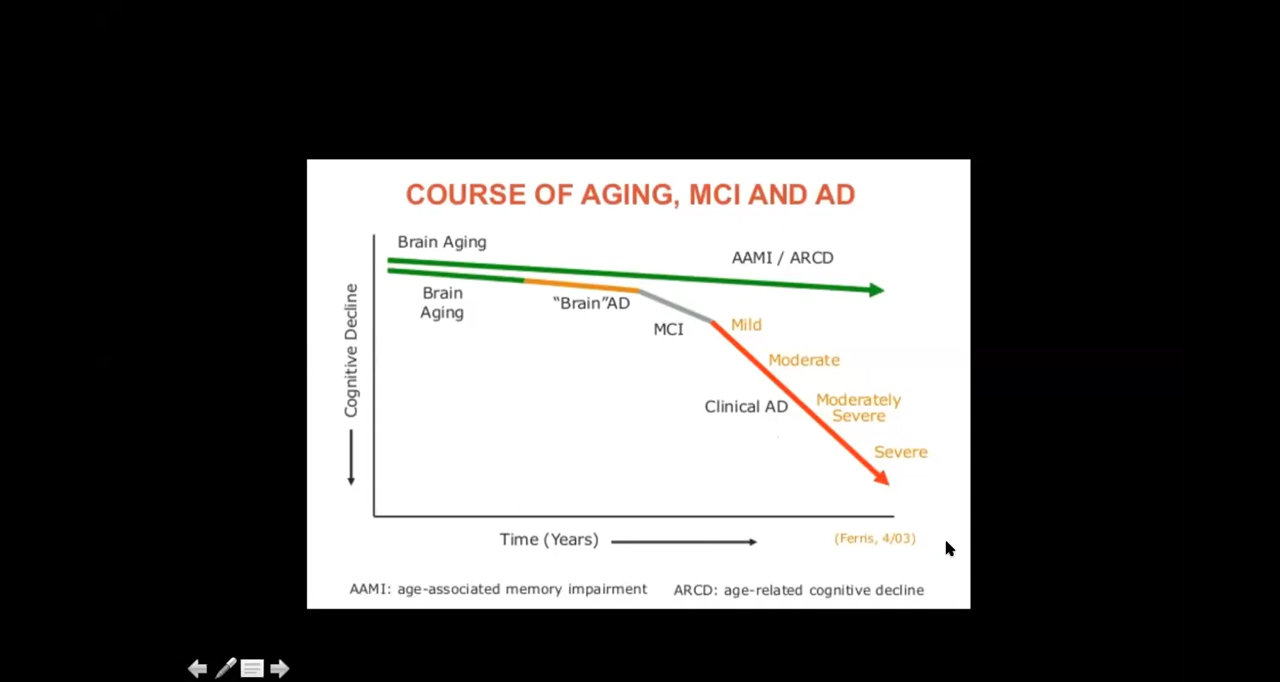 COURSE OF AGING, MCI AND AD
Brain Aging
AAMI / ARCD
Brain
Aging
“Brain”AD
MCI
Mild
Moderate
Clinical AD
Moderately
Severe
Severe
Cognitive Decline
Time (Years)
(Ferris, 4/03)
AAMI: age-associated memory impairment
ARCD: age-related cognitive decline